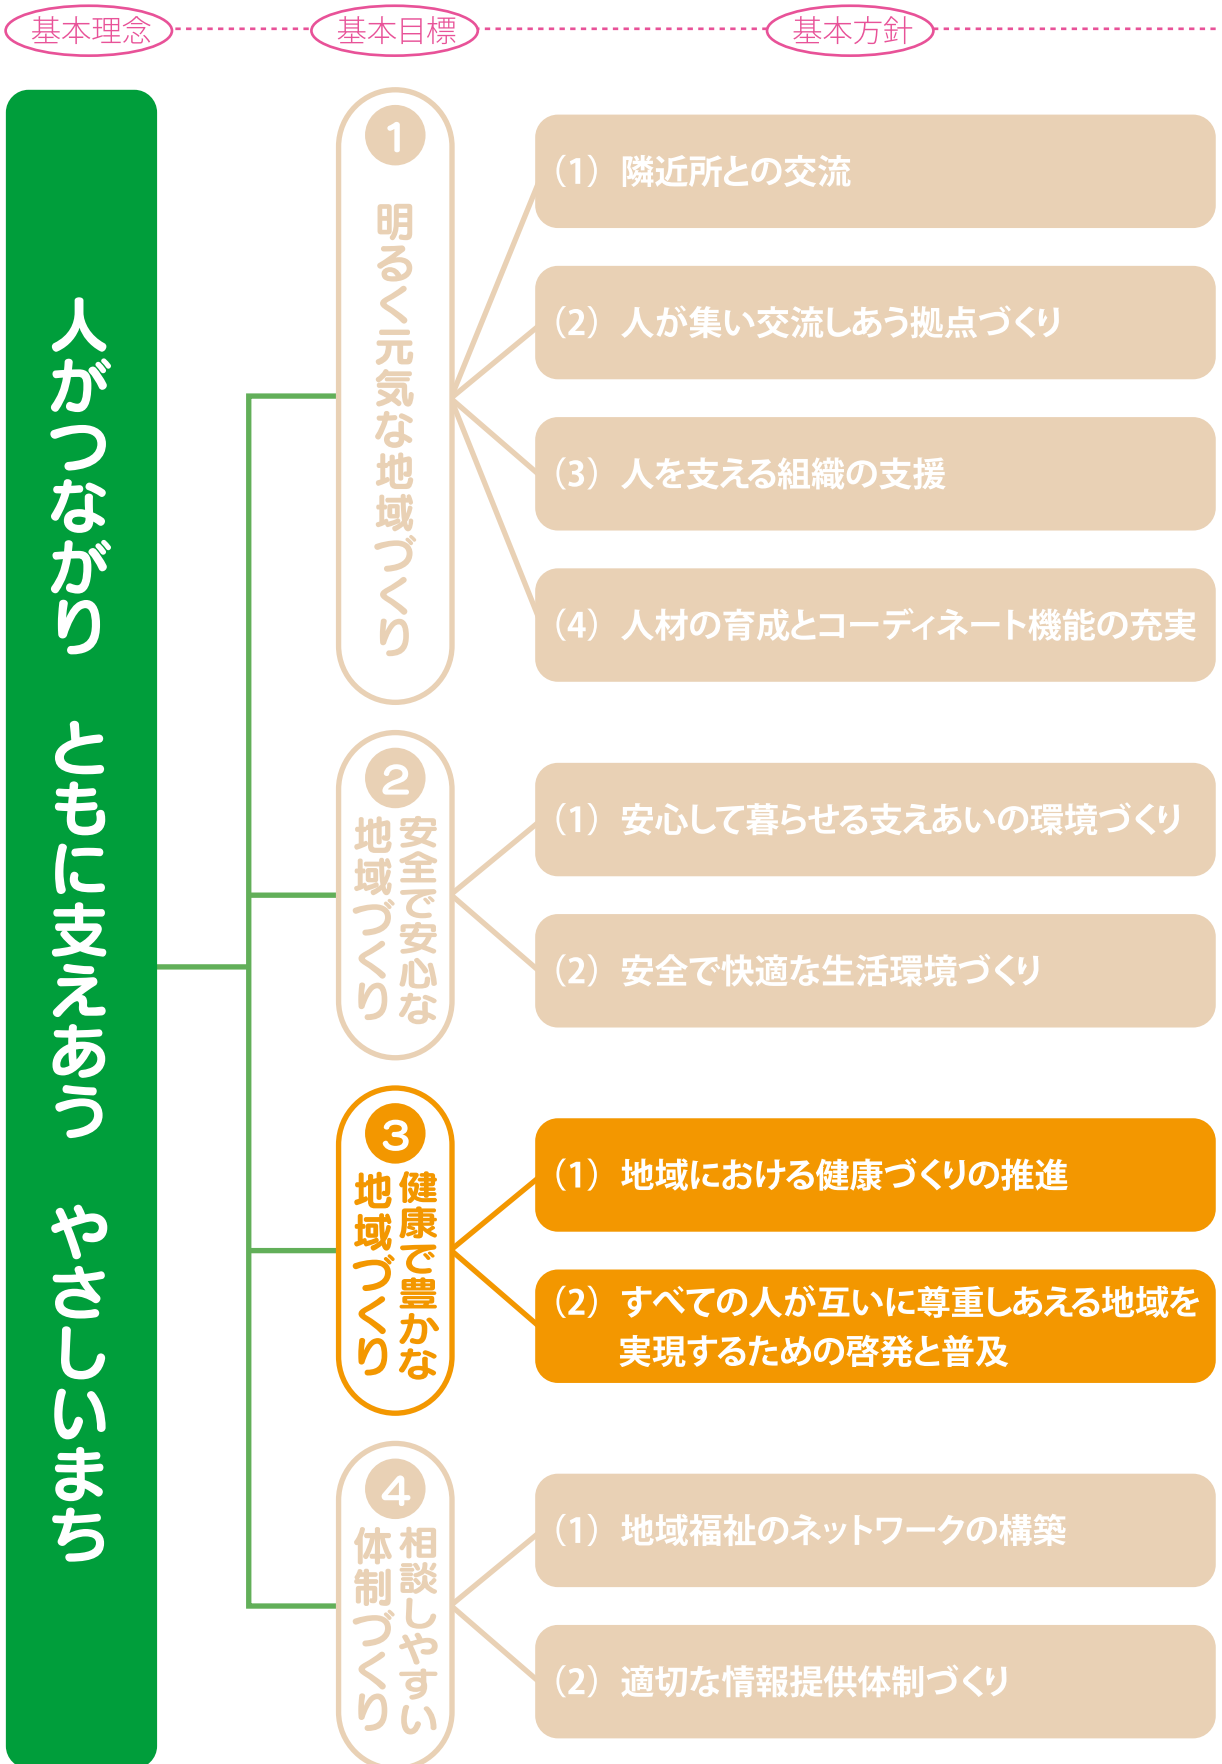 基本理念
基本目標
基本方針
人がつながり　ともに支えあう　やさしいまち
1
明るく元気な地域づくり
（1）隣近所との交流
（2）人が集い交流しあう拠点づくり
（3）人を支える組織の支援
（4）人材の育成とコーディネート機能の充実
2
安全で安心な
地域づくり
（1）安心して暮らせる支えあいの環境づくり
（2）安全で快適な生活環境づくり
3
健康で豊かな
地域づくり
（1）地域における健康づくりの推進
（2）すべての人が互いに尊重しあえる地域を
実現するための啓発と普及
4
相談しやすい
体制づくり
（1）地域福祉のネットワークの構築
（2）適切な情報提供体制づくり